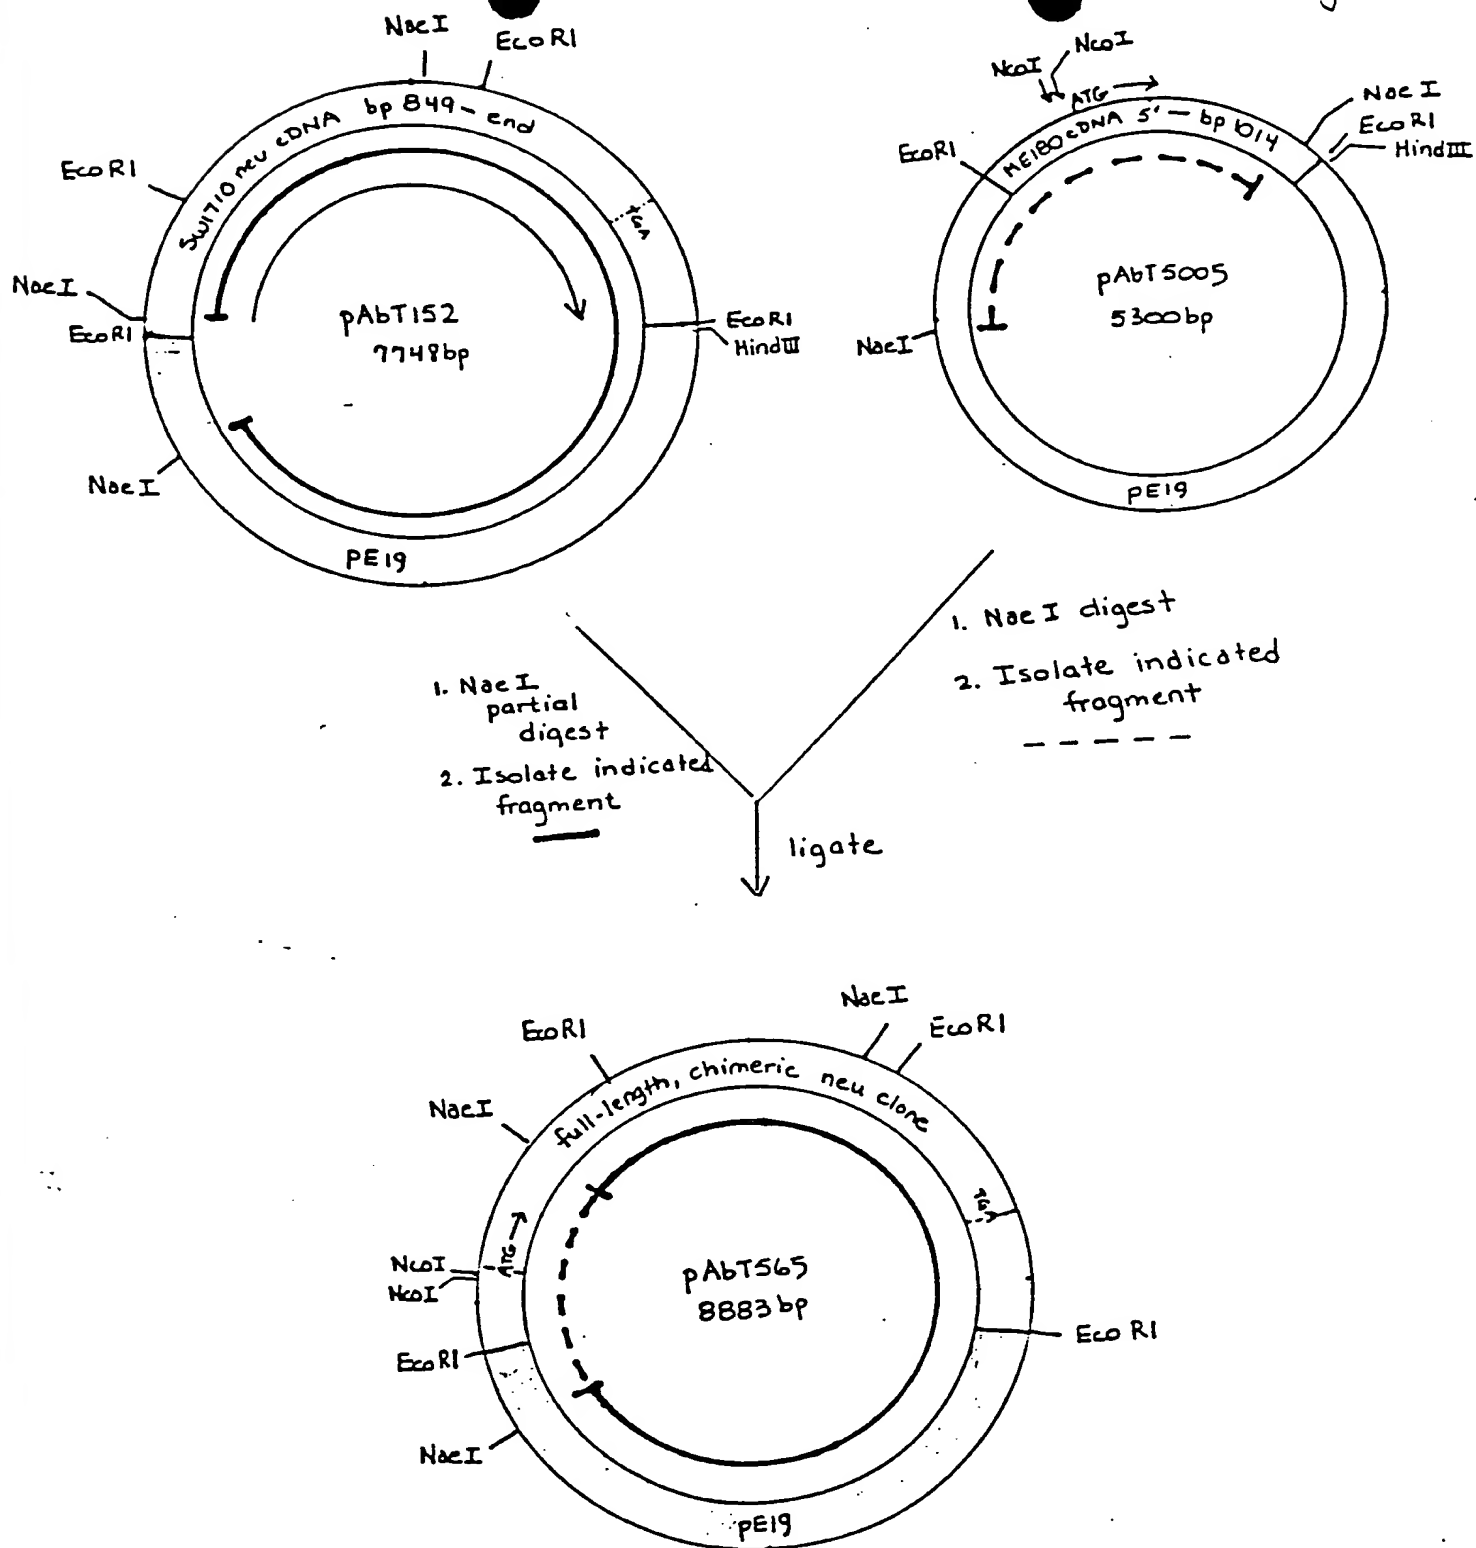 NaeI
EcoRI
EcoRI
SW1710 neu cDNA bp 849 - end
TGA
NaeI
EcoRI
pAbT152
7748bp
EcoRI
HindIII
NaeI
PE19
NcoI
NcoI
ATG
NaeI
EcoRI
HindIII
EcoRI
ME180 cDNA 5' - bp 1014
pAbT5005
5300bp
NaeI
PE19
1. NaeI
partial
digest
2. Isolate indicated
fragment
1. NaeI digest
2. Isolate indicated
fragment
ligate
NaeI
EcoRI
EcoRI
NaeI
full-length, chimeric neu clone
TGA
ATG
NcoI
NcoI
pAbT565
8883bp
EcoRI
EcoRI
NaeI
pE19